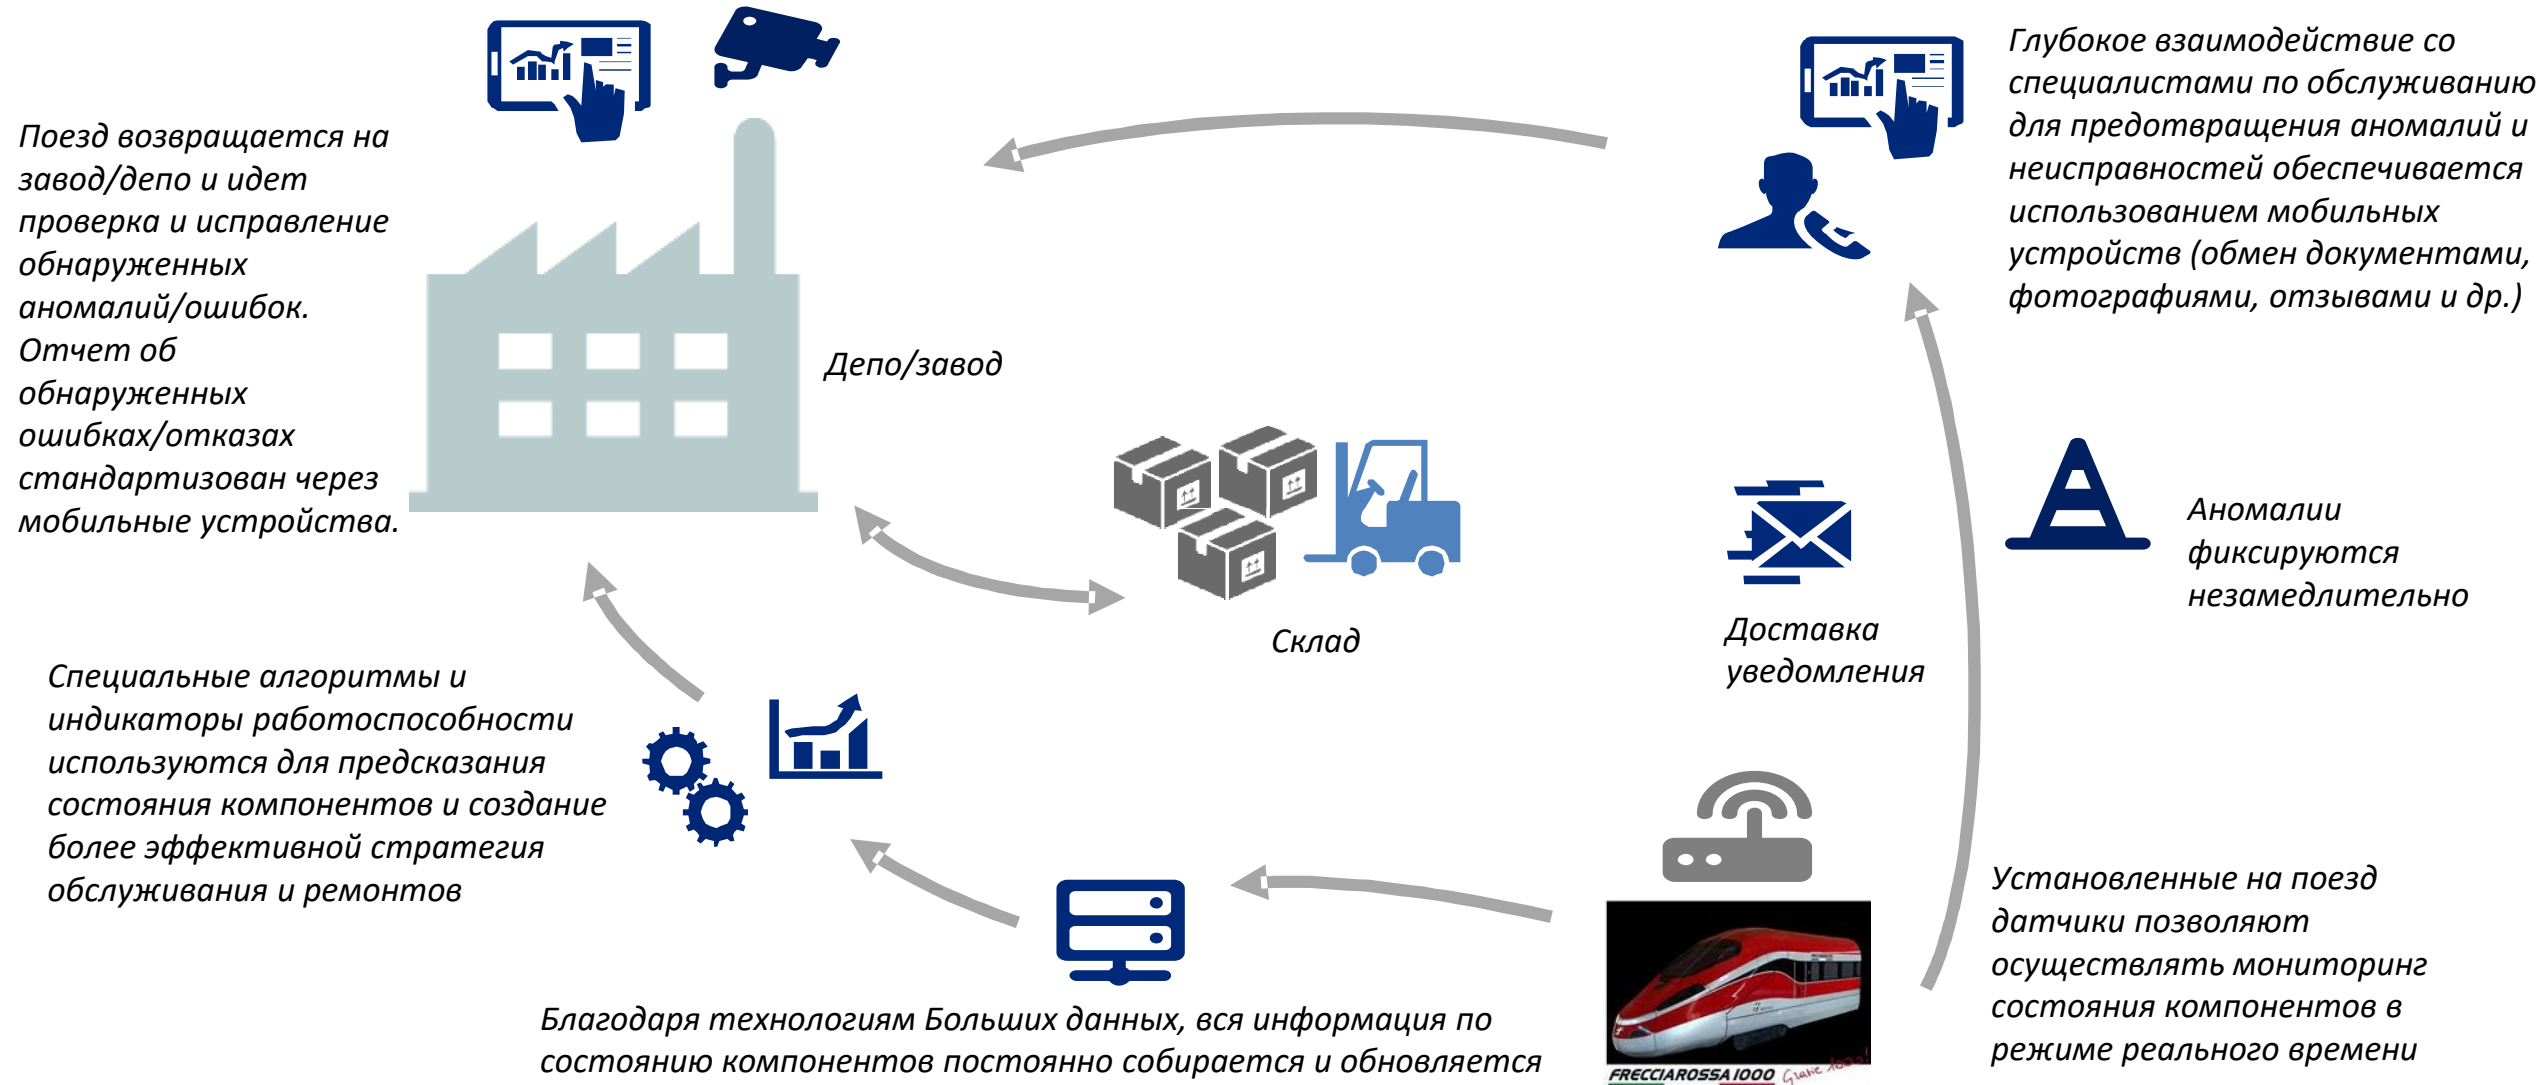 Глубокое взаимодействие со
специалистами по обслуживанию
для предотвращения аномалий и
неисправностей обеспечивается
использованием мобильных
устройств (обмен документами,
фотографиями, отзывами и др.)
Поезд возвращается на
завод/депо и идет
проверка и исправление
обнаруженных
аномалий/ошибок.
Отчет об
обнаруженных
ошибках/отказах
стандартизован через
мобильные устройства.
Депо/завод
Склад
Доставка
уведомления
Аномалии
фиксируются
незамедлительно
Специальные алгоритмы и
индикаторы работоспособности
используются для предсказания
состояния компонентов и создание
более эффективной стратегия
обслуживания и ремонтов
Установленные на поезд
датчики позволяют
осуществлять мониторинг
состояния компонентов в
режиме реального времени
Благодаря технологиям Больших данных, вся информация по
состоянию компонентов постоянно собирается и обновляется
FRECCIAROSSA 1000